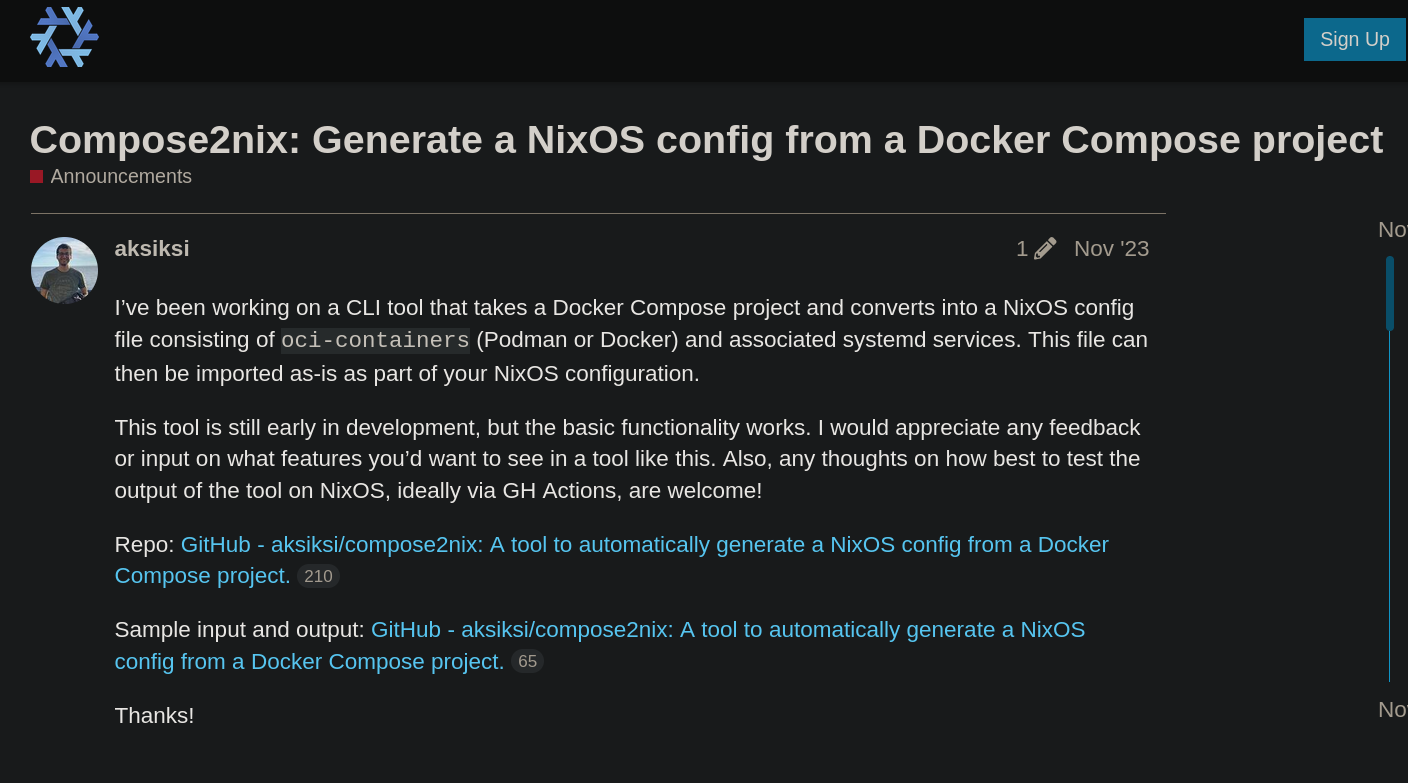 Sign Up
Compose2nix: Generate a NixOS config from a Docker Compose project
Announcements
aksiksi
1
Nov '23
I’ve been working on a CLI tool that takes a Docker Compose project and converts into a NixOS config
file consisting of oci-containers (Podman or Docker) and associated systemd services. This file can
then be imported as-is as part of your NixOS configuration.
This tool is still early in development, but the basic functionality works. I would appreciate any feedback
or input on what features you’d want to see in a tool like this. Also, any thoughts on how best to test the
output of the tool on NixOS, ideally via GH Actions, are welcome!
Repo: GitHub - aksiksi/compose2nix: A tool to automatically generate a NixOS config from a Docker
Compose project. 210
Sample input and output: GitHub - aksiksi/compose2nix: A tool to automatically generate a NixOS
config from a Docker Compose project. 65
Thanks!